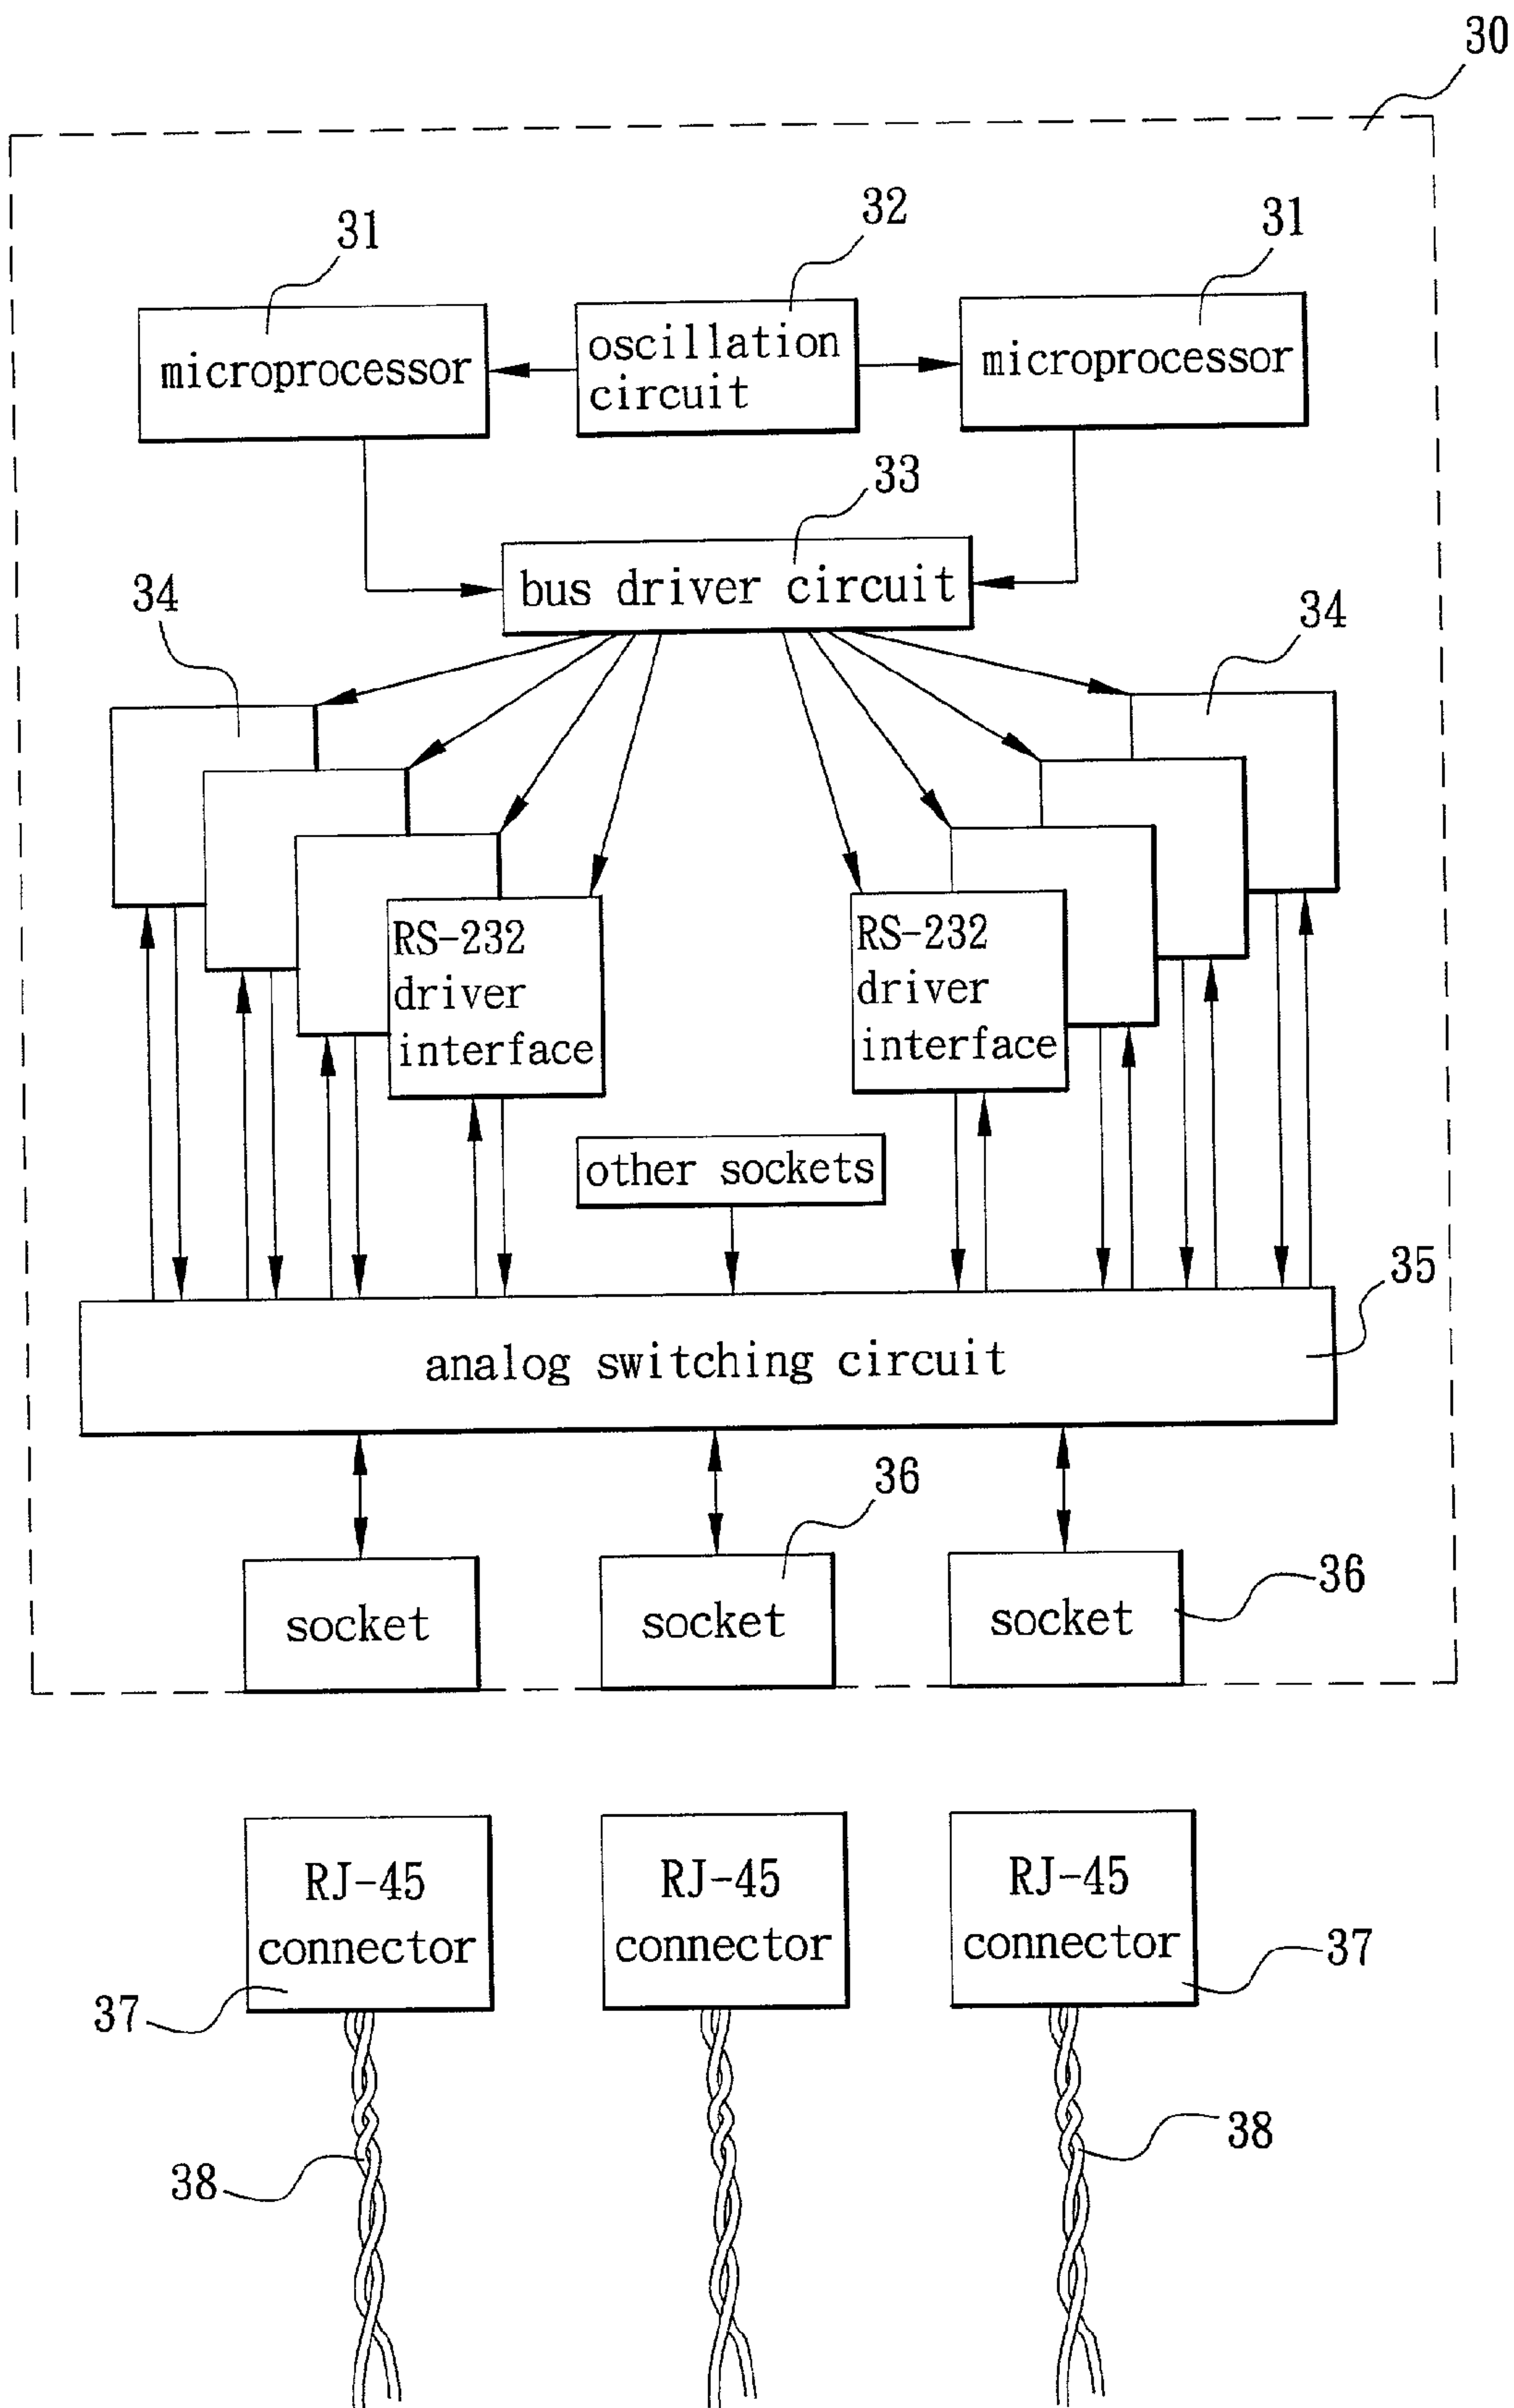 30
31
32
31
microprocessor
oscillation
circuit
microprocessor
33
bus driver circuit
34
34
RS-232
driver
interface
RS-232
driver
interface
other sockets
35
analog switching circuit
36
36
socket
socket
socket
RJ-45
connector
RJ-45
connector
RJ-45
connector
37
37
38
38